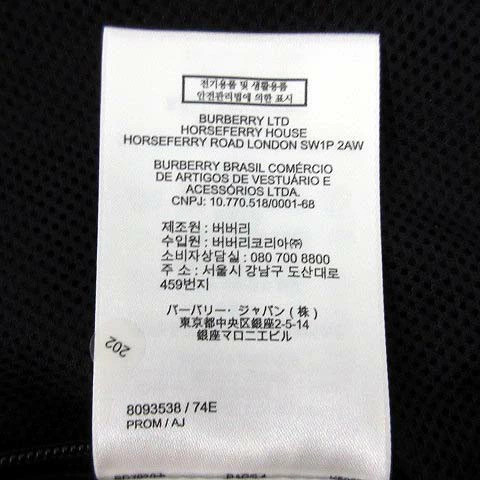 전기용품 및 생활용품
안전관리법에 의한 표시
BURBERRY LTD
HORSEFERRY HOUSE
HORSEFERRY ROAD LONDON SW1P 2AW
BURBERRY BRASIL COMÉRCIO
DE ARTIGOS DE VESTUÁRIO E
ACESSÓRIOS LTDA.
CNPJ: 10.770.518/0001-68
제조원 : 버버리
수입원 : 버버리코리아㈜
소비자상담실 : 080 700 8800
주 소 : 서울시 강남구 도산대로
459번지
バーバリー・ジャパン（株）
東京都中央区銀座2-5-14
銀座マロニエビル
202
8093538 / 74E
PROM / AJ